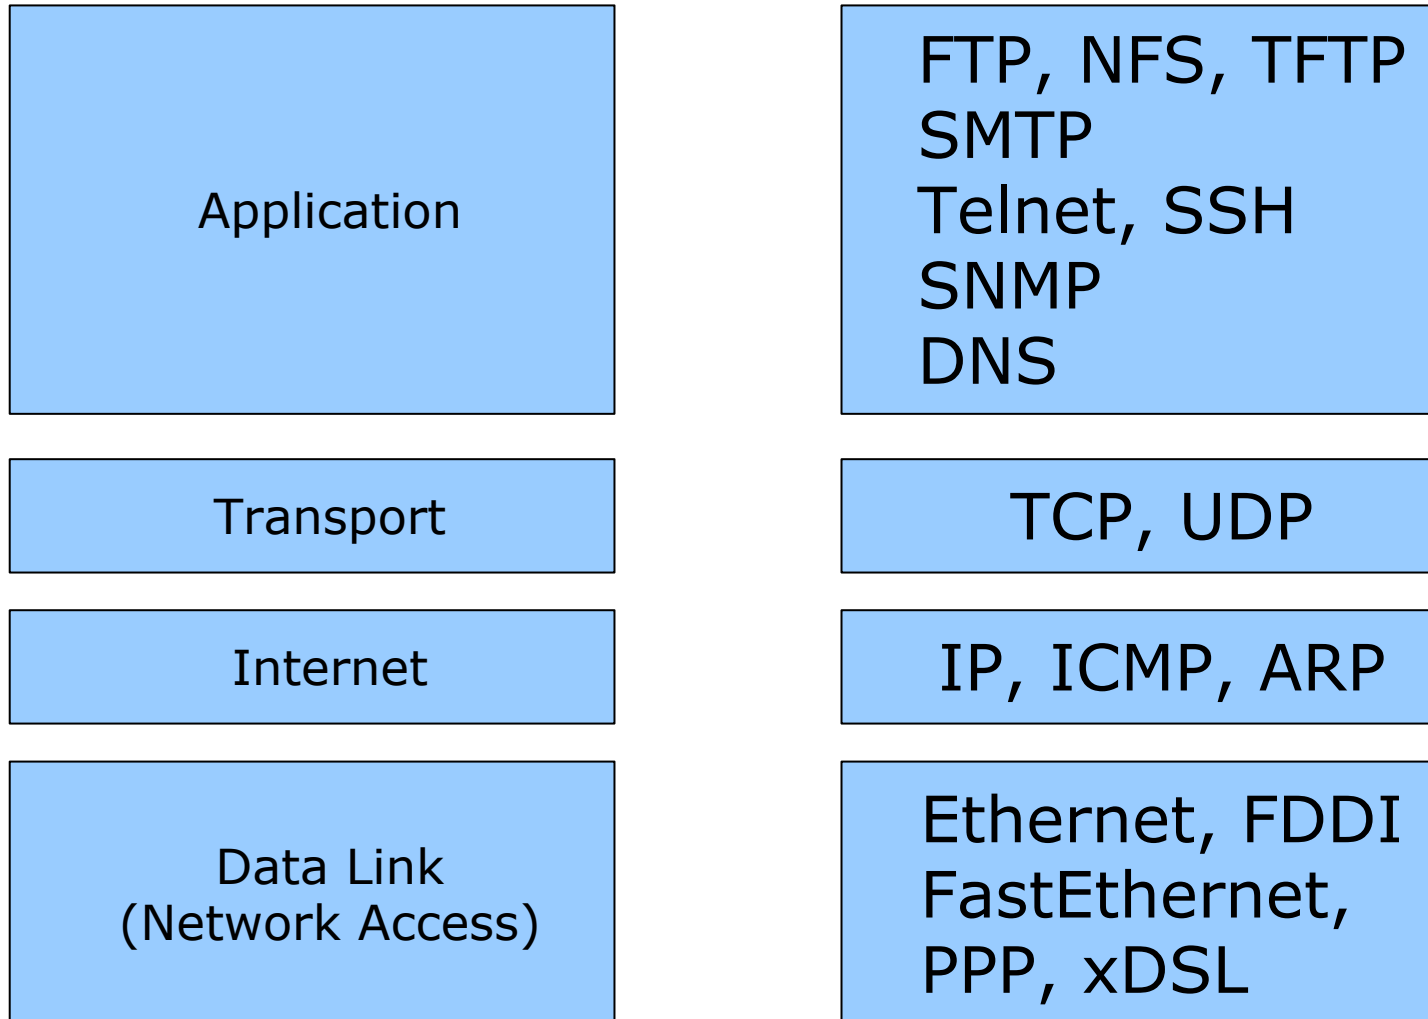 Application
FTP, NFS, TFTP
SMTP
Telnet, SSH
SNMP
DNS
Transport
TCP, UDP
Internet
IP, ICMP, ARP
Data Link
(Network Access)
Ethernet, FDDI
FastEthernet,
PPP, xDSL